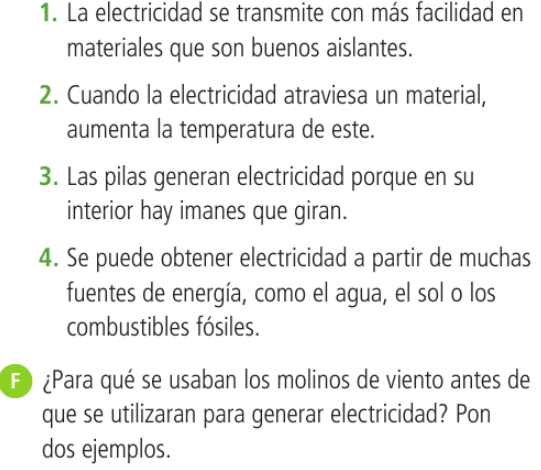 1. La electricidad se transmite con más facilidad en
materiales que son buenos aislantes.
2. Cuando la electricidad atraviesa un material,
aumenta la temperatura de este.
3. Las pilas generan electricidad porque en su
interior hay imanes que giran.
4. Se puede obtener electricidad a partir de muchas
fuentes de energía, como el agua, el sol o los
combustibles fósiles.
F ¿Para qué se usaban los molinos de viento antes de
que se utilizaran para generar electricidad? Pon
dos ejemplos.